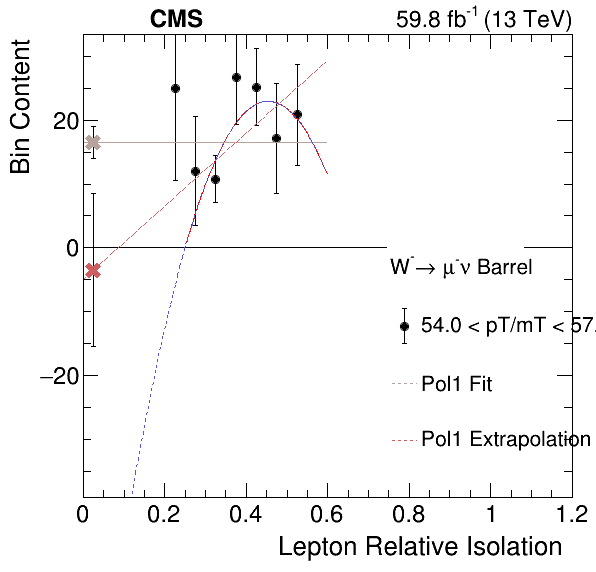 CMS 59.8 fb⁻¹ (13 TeV)
Bin Content
20
0
−20
W⁻→ μ⁻ν Barrel
54.0 < pT/mT < 57.
Pol1 Fit
Pol1 Extrapolation
0 0.2 0.4 0.6 0.8 1 1.2
Lepton Relative Isolation